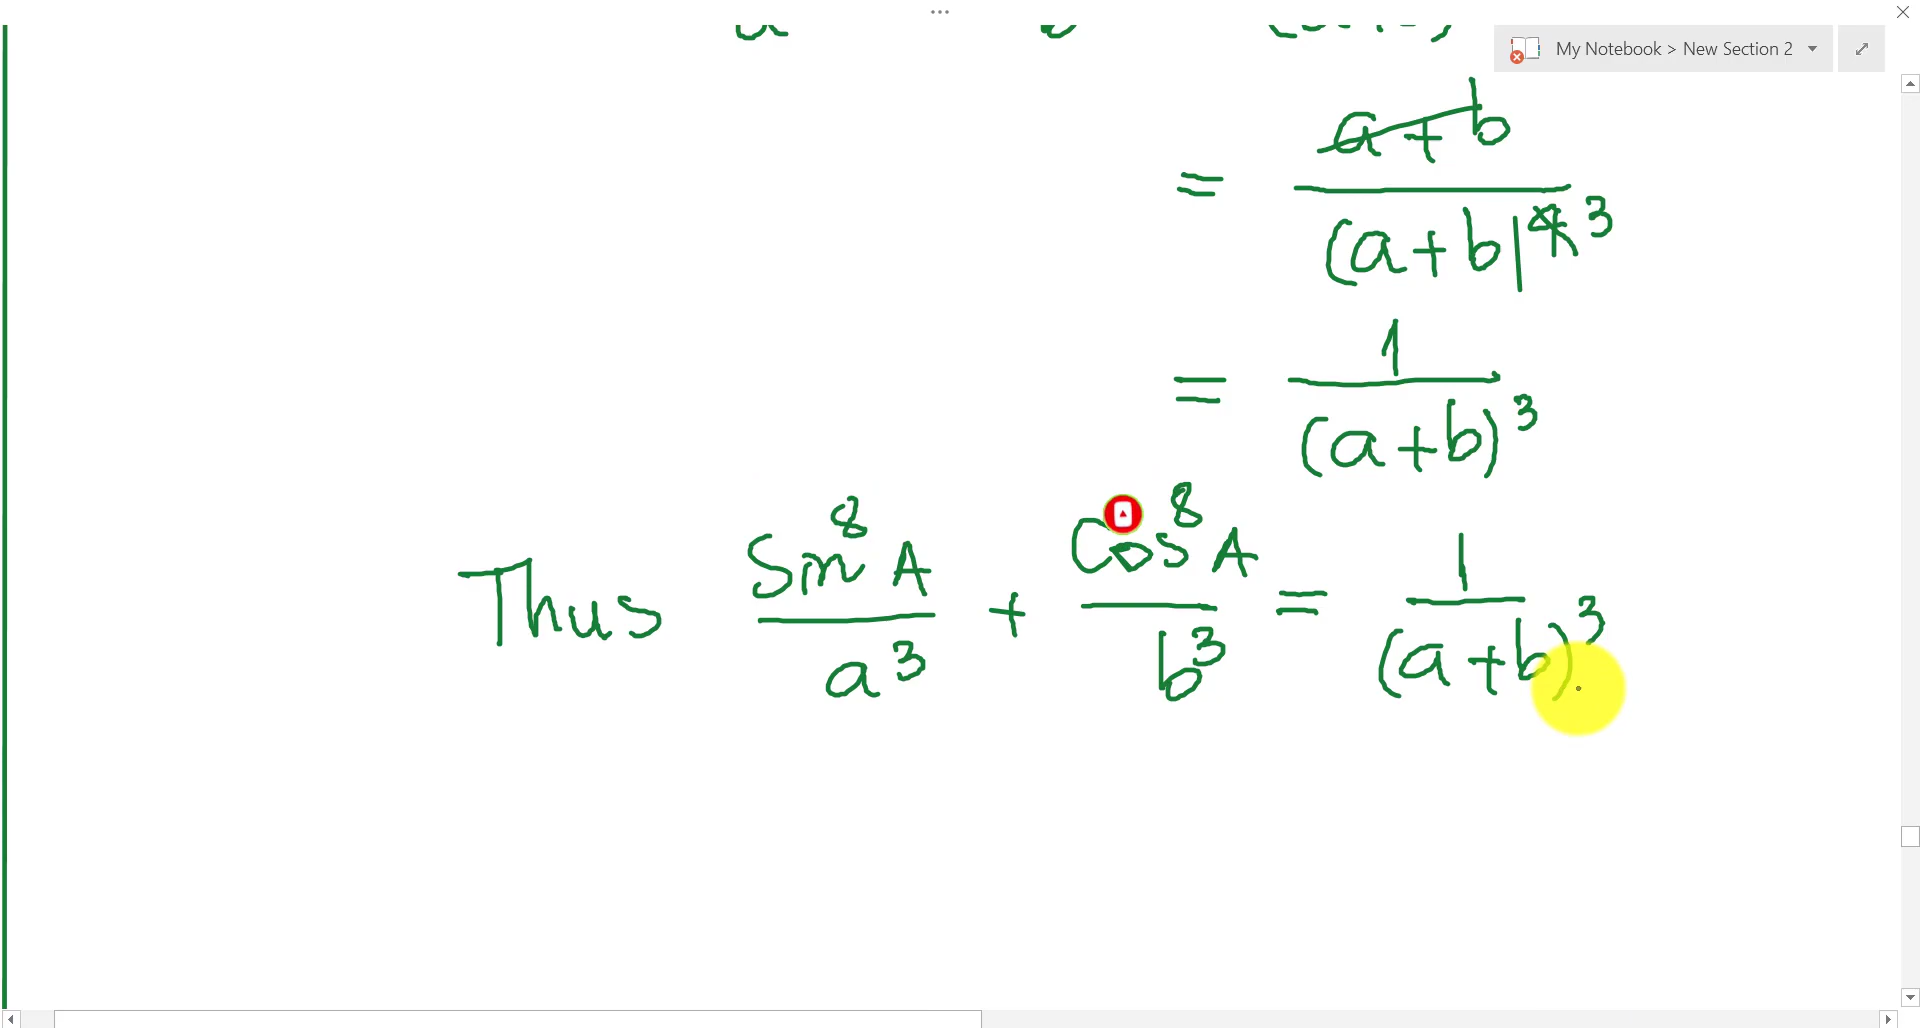 My Notebook > New Section 2
= a + b / (a + b)^4 3
= 1 / (a + b)^3
Thus Sin^8 A / a^3 + Cos^8 A / b^3 = 1 / (a + b)^3